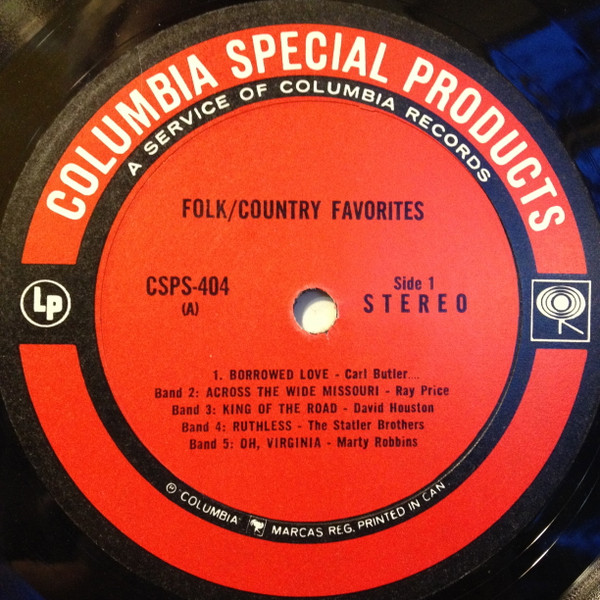 COLUMBIA SPECIAL PRODUCTS
A SERVICE OF COLUMBIA RECORDS
FOLK/COUNTRY FAVORITES
CSPS-404
(A)
Side 1
STEREO
LP
1. BORROWED LOVE - Carl Butler....
Band 2: ACROSS THE WIDE MISSOURI - Ray Price
Band 3: KING OF THE ROAD - David Houston
Band 4: RUTHLESS - The Statler Brothers
Band 5: OH, VIRGINIA - Marty Robbins
℗ "COLUMBIA" MARCAS REG. PRINTED IN CAN.